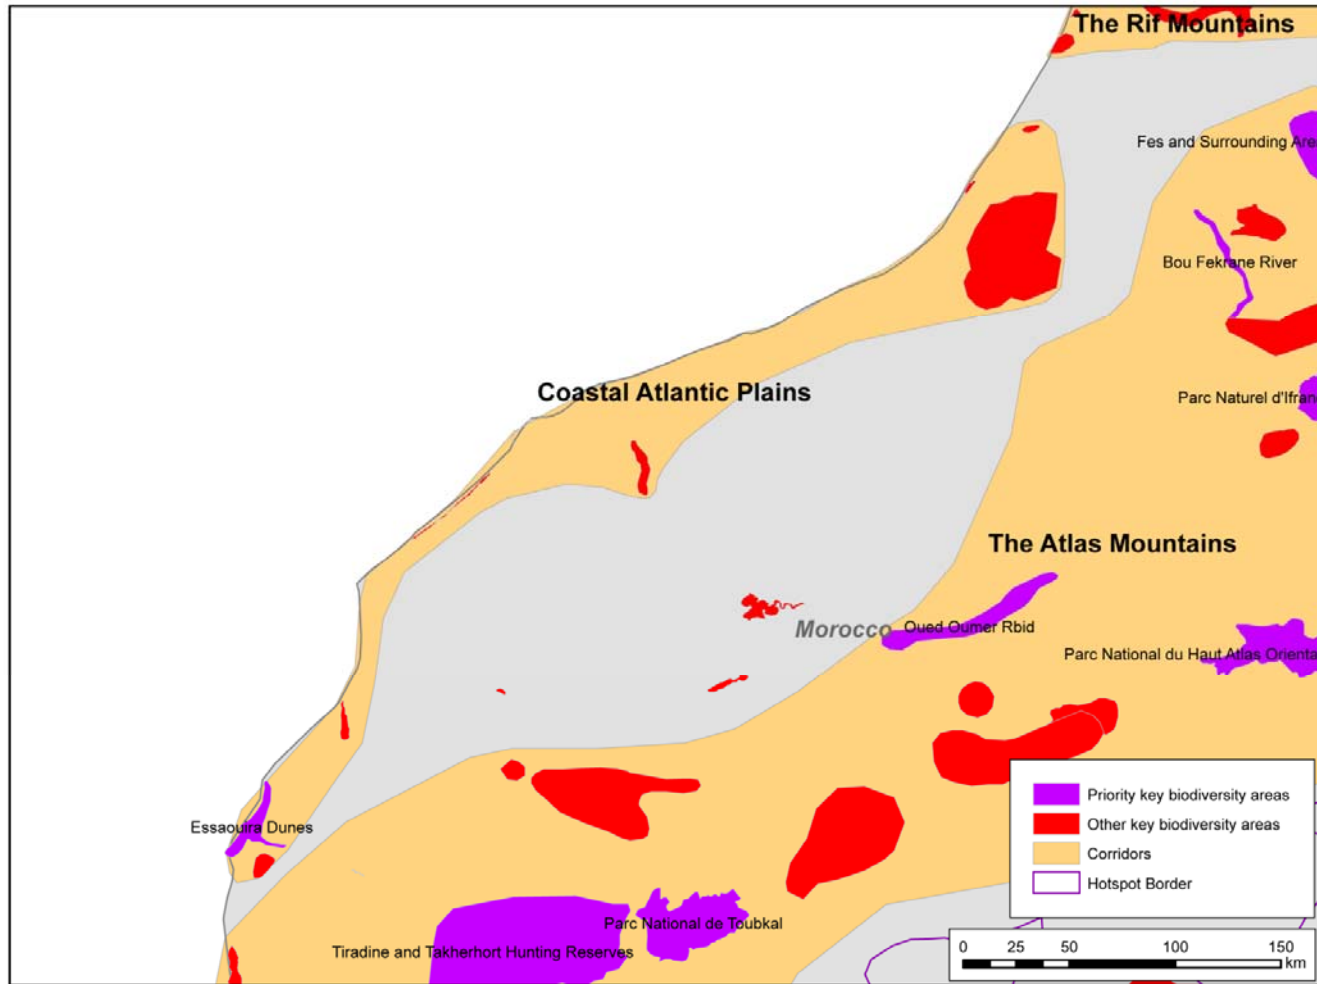 The Rif Mountains
Fes and Surrounding Are
Bou Fekrane River
Coastal Atlantic Plains
Parc Naturel d'Ifran
The Atlas Mountains
Morocco
Oued Oumer Rbid
Parc National du Haut Atlas Orienta
Essaouira Dunes
Parc National de Toubkal
Tiradine and Takherhort Hunting Reserves
Priority key biodiversity areas
Other key biodiversity areas
Corridors
Hotspot Border
0 25 50 100 150
km